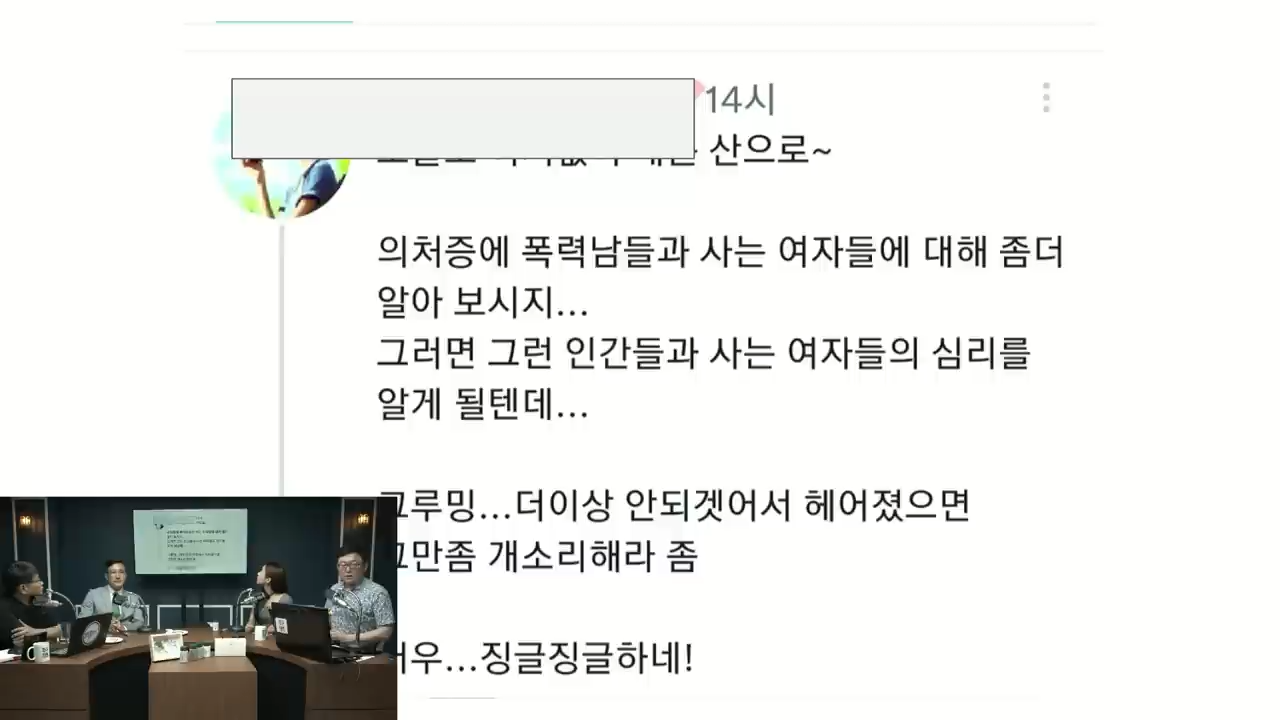 14시
산으로~
의처증에 폭력남들과 사는 여자들에 대해 좀더
알아 보시지...
그러면 그런 인간들과 사는 여자들의 심리를
알게 될텐데...
그루밍...더이상 안되겟어서 헤어졌으면
그만좀 개소리해라 좀
징글징글하네!